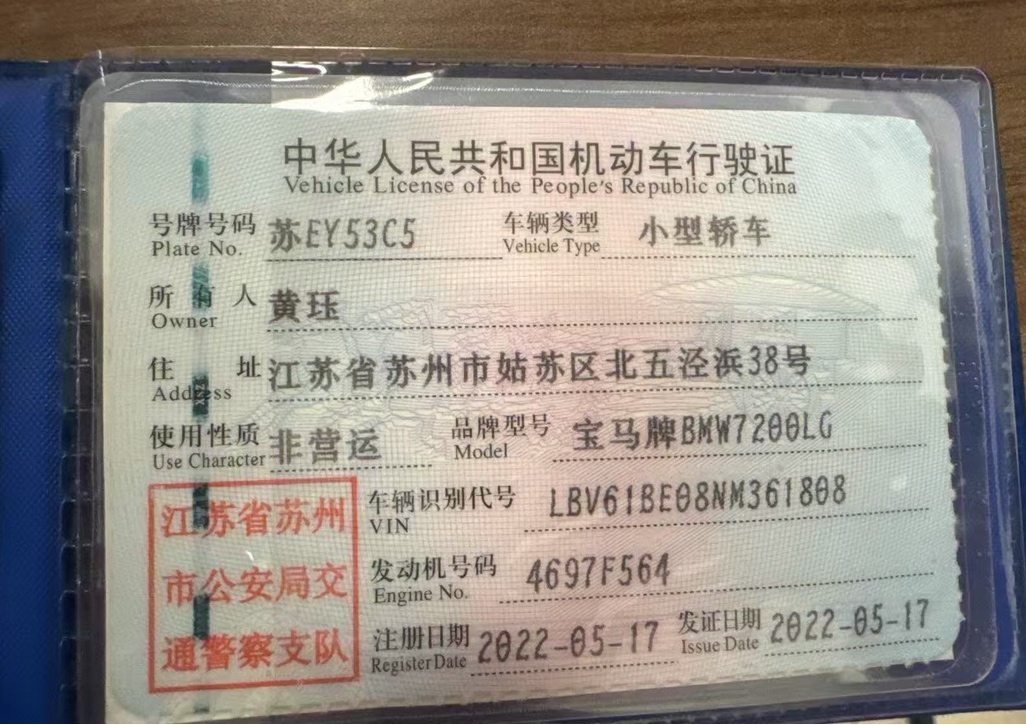 中华人民共和国机动车行驶证
Vehicle License of the People's Republic of China
号牌号码 苏EY53C5 车辆类型 小型轿车
Plate No. Vehicle Type
所有人 黄珏
Owner
住址 江苏省苏州市姑苏区北五泾浜38号
Address
使用性质 非营运 品牌型号 宝马牌BMW7200LG
Use Character Model
江苏省苏州 车辆识别代号 LBV61BE08NM361808
VIN
市公安局交 发动机号码 4697F564
Engine No.
通警察支队 注册日期 2022-05-17 发证日期 2022-05-17
Register Date Issue Date